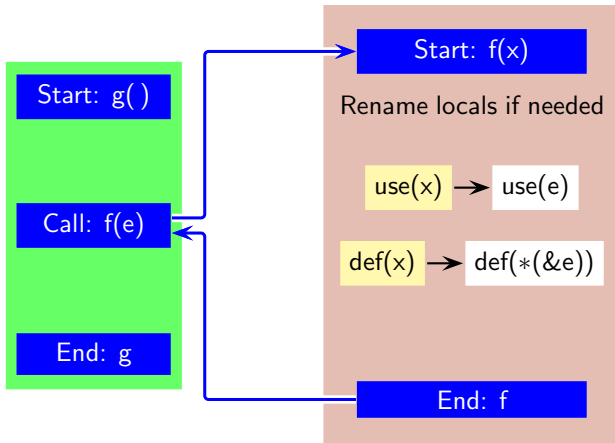 Start: g( )
Call: f(e)
End: g
Start: f(x)
Rename locals if needed
use(x) use(e)
def(x) def(∗(&e))
End: f